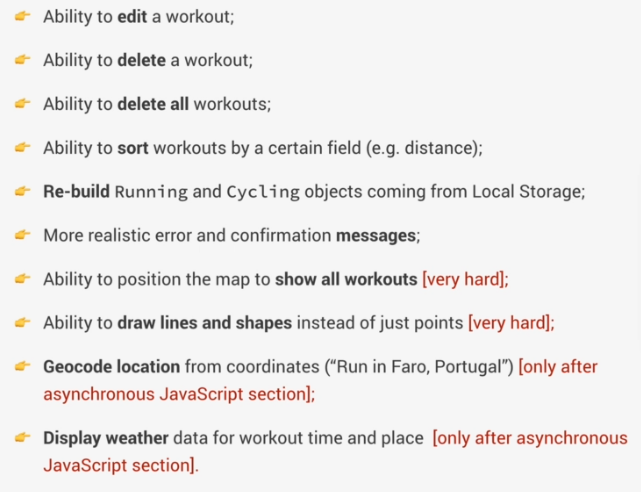 Ability to edit a workout;
Ability to delete a workout;
Ability to delete all workouts;
Ability to sort workouts by a certain field (e.g. distance);
Re-build Running and Cycling objects coming from Local Storage;
More realistic error and confirmation messages;
Ability to position the map to show all workouts [very hard];
Ability to draw lines and shapes instead of just points [very hard];
Geocode location from coordinates (“Run in Faro, Portugal”) [only after
asynchronous JavaScript section];
Display weather data for workout time and place [only after asynchronous
JavaScript section].